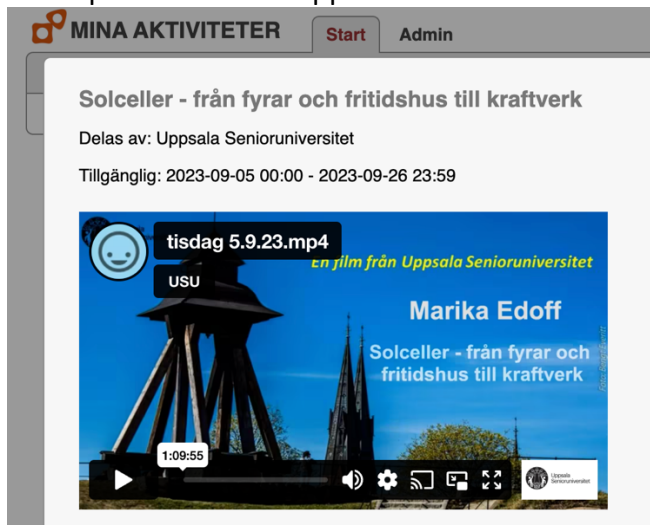 MINA AKTIVITETER
Start
Admin
Solceller - från fyrar och fritidshus till kraftverk
Delas av: Uppsala Senioruniversitet
Tillgänglig: 2023-09-05 00:00 - 2023-09-26 23:59
tisdag 5.9.23.mp4
USU
En film från Uppsala Senioruniversitet
Marika Edoff
Solceller - från fyrar och
fritidshus till kraftverk
1:09:55
Uppsala
Senioruniversitet